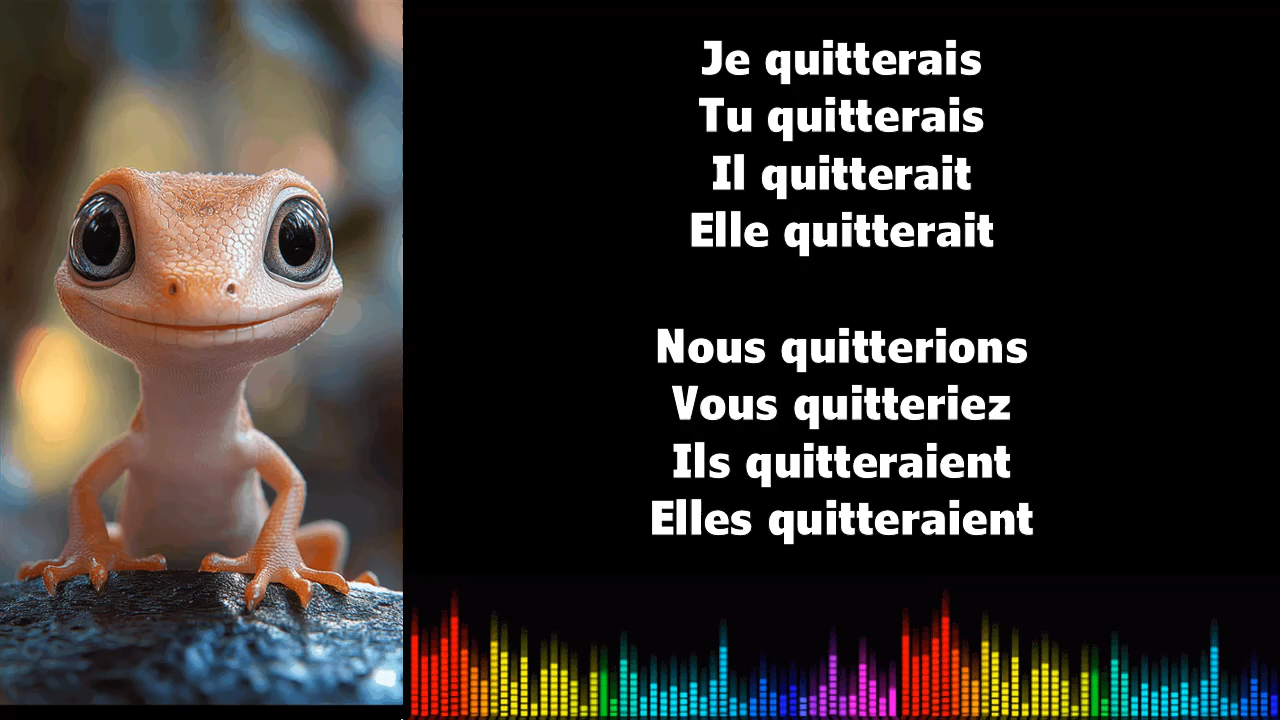 Je quitterais
Tu quitterais
Il quitterait
Elle quitterait
Nous quitterions
Vous quitteriez
Ils quitteraient
Elles quitteraient